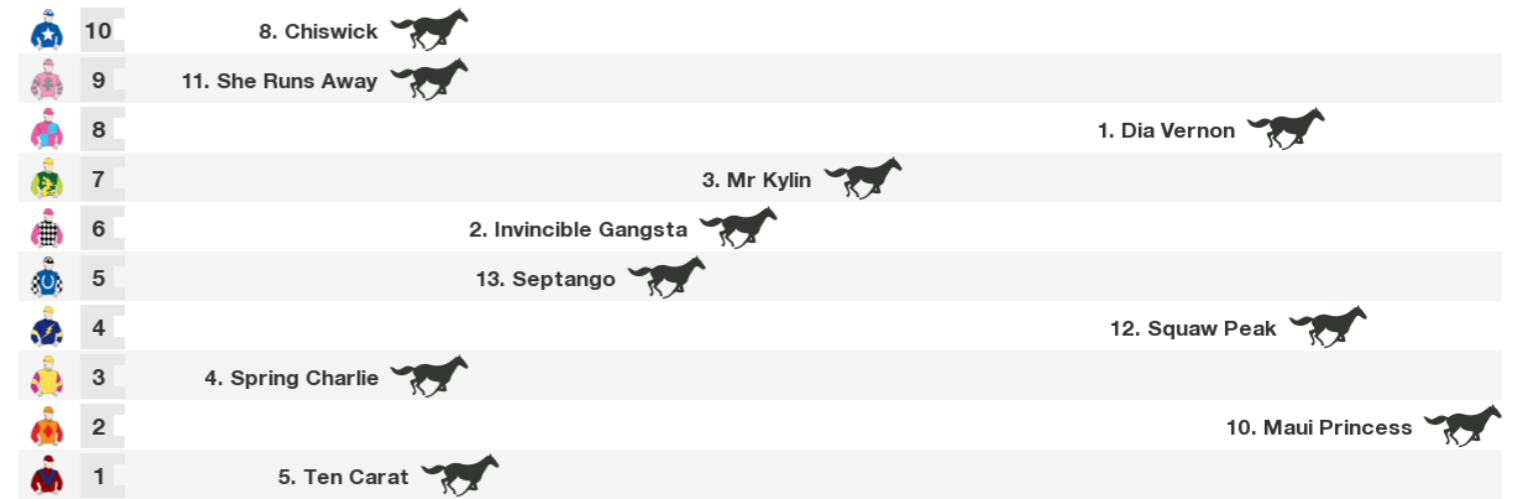 10 8. Chiswick
9 11. She Runs Away
8 1. Dia Vernon
7 3. Mr Kylin
6 2. Invincible Gangsta
5 13. Septango
4 12. Squaw Peak
3 4. Spring Charlie
2 10. Maui Princess
1 5. Ten Carat